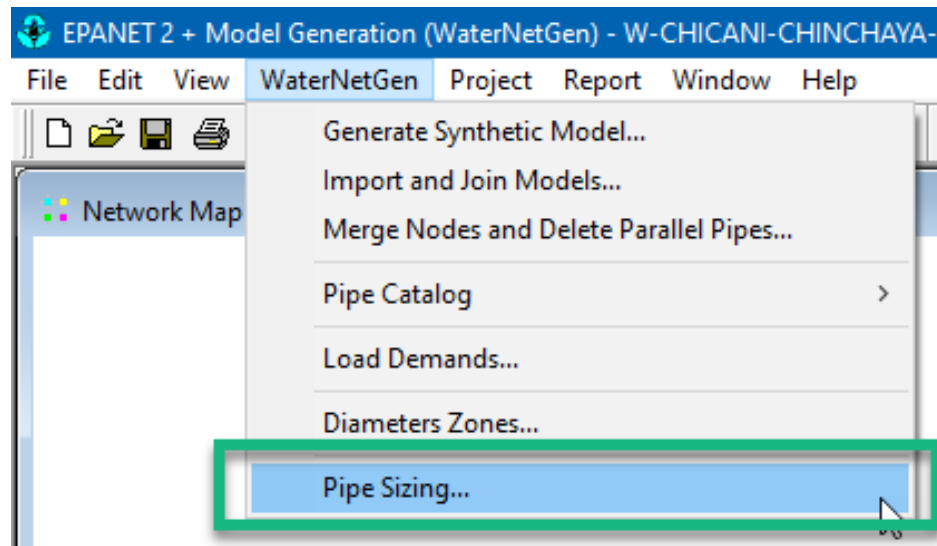 EPANET 2 + Model Generation (WaterNetGen) - W-CHICANI-CHINCHAYA-
File Edit View WaterNetGen Project Report Window Help
Generate Synthetic Model...
Import and Join Models...
Network Map
Merge Nodes and Delete Parallel Pipes...
Pipe Catalog
Load Demands...
Diameters Zones...
Pipe Sizing...